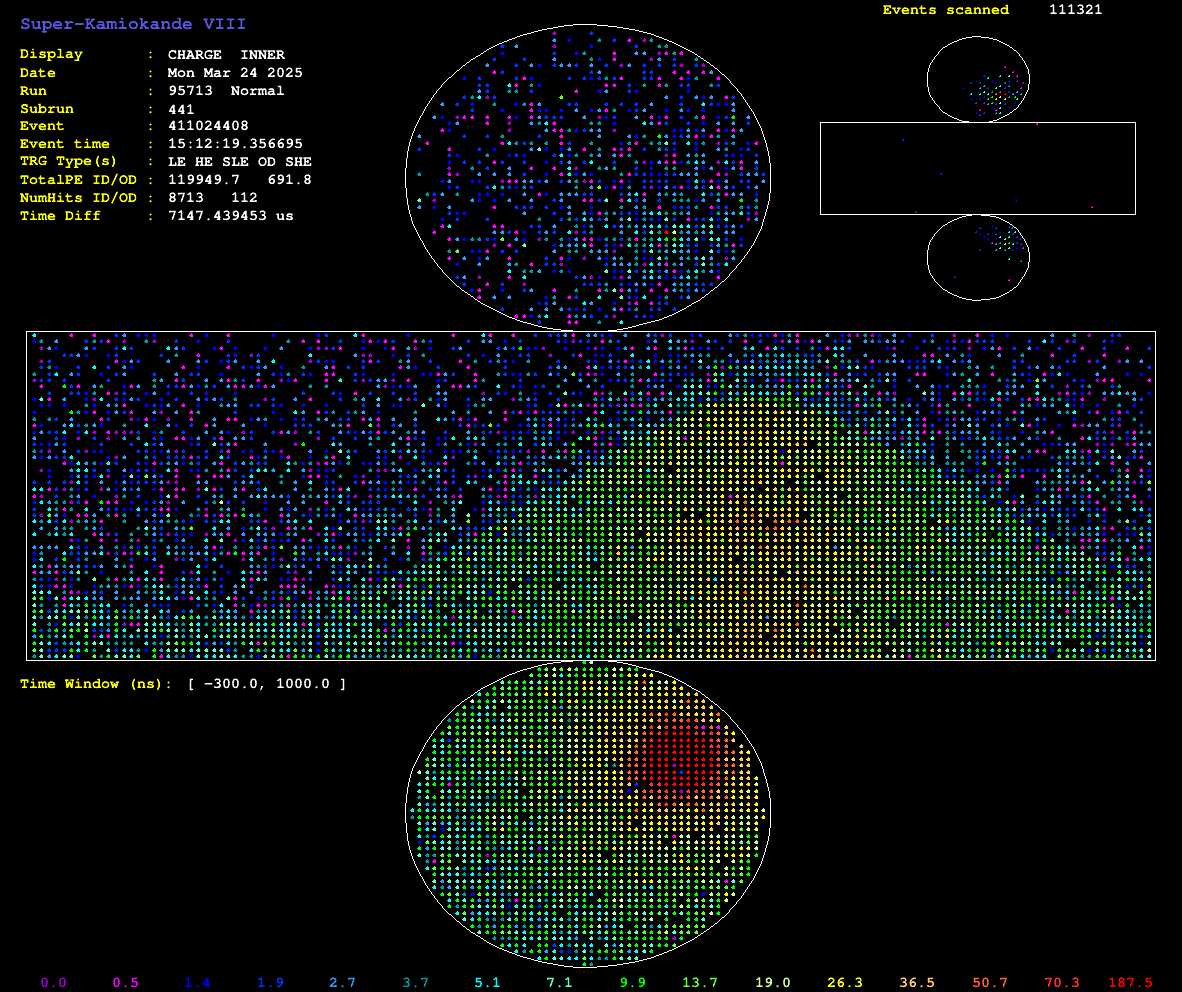 Super-Kamiokande VIII
Events scanned 111321
Display : CHARGE INNER
Date : Mon Mar 24 2025
Run : 95713 Normal
Subrun : 441
Event : 411024408
Event time : 15:12:19.356695
TRG Type(s) : LE HE SLE OD SHE
TotalPE ID/OD : 119949.7 691.8
NumHits ID/OD : 8713 112
Time Diff : 7147.439453 us
Time Window (ns): [ −300.0, 1000.0 ]
0.0 0.5 1.4 1.9 2.7 3.7 5.1 7.1 9.9 13.7 19.0 26.3 36.5 50.7 70.3 187.5